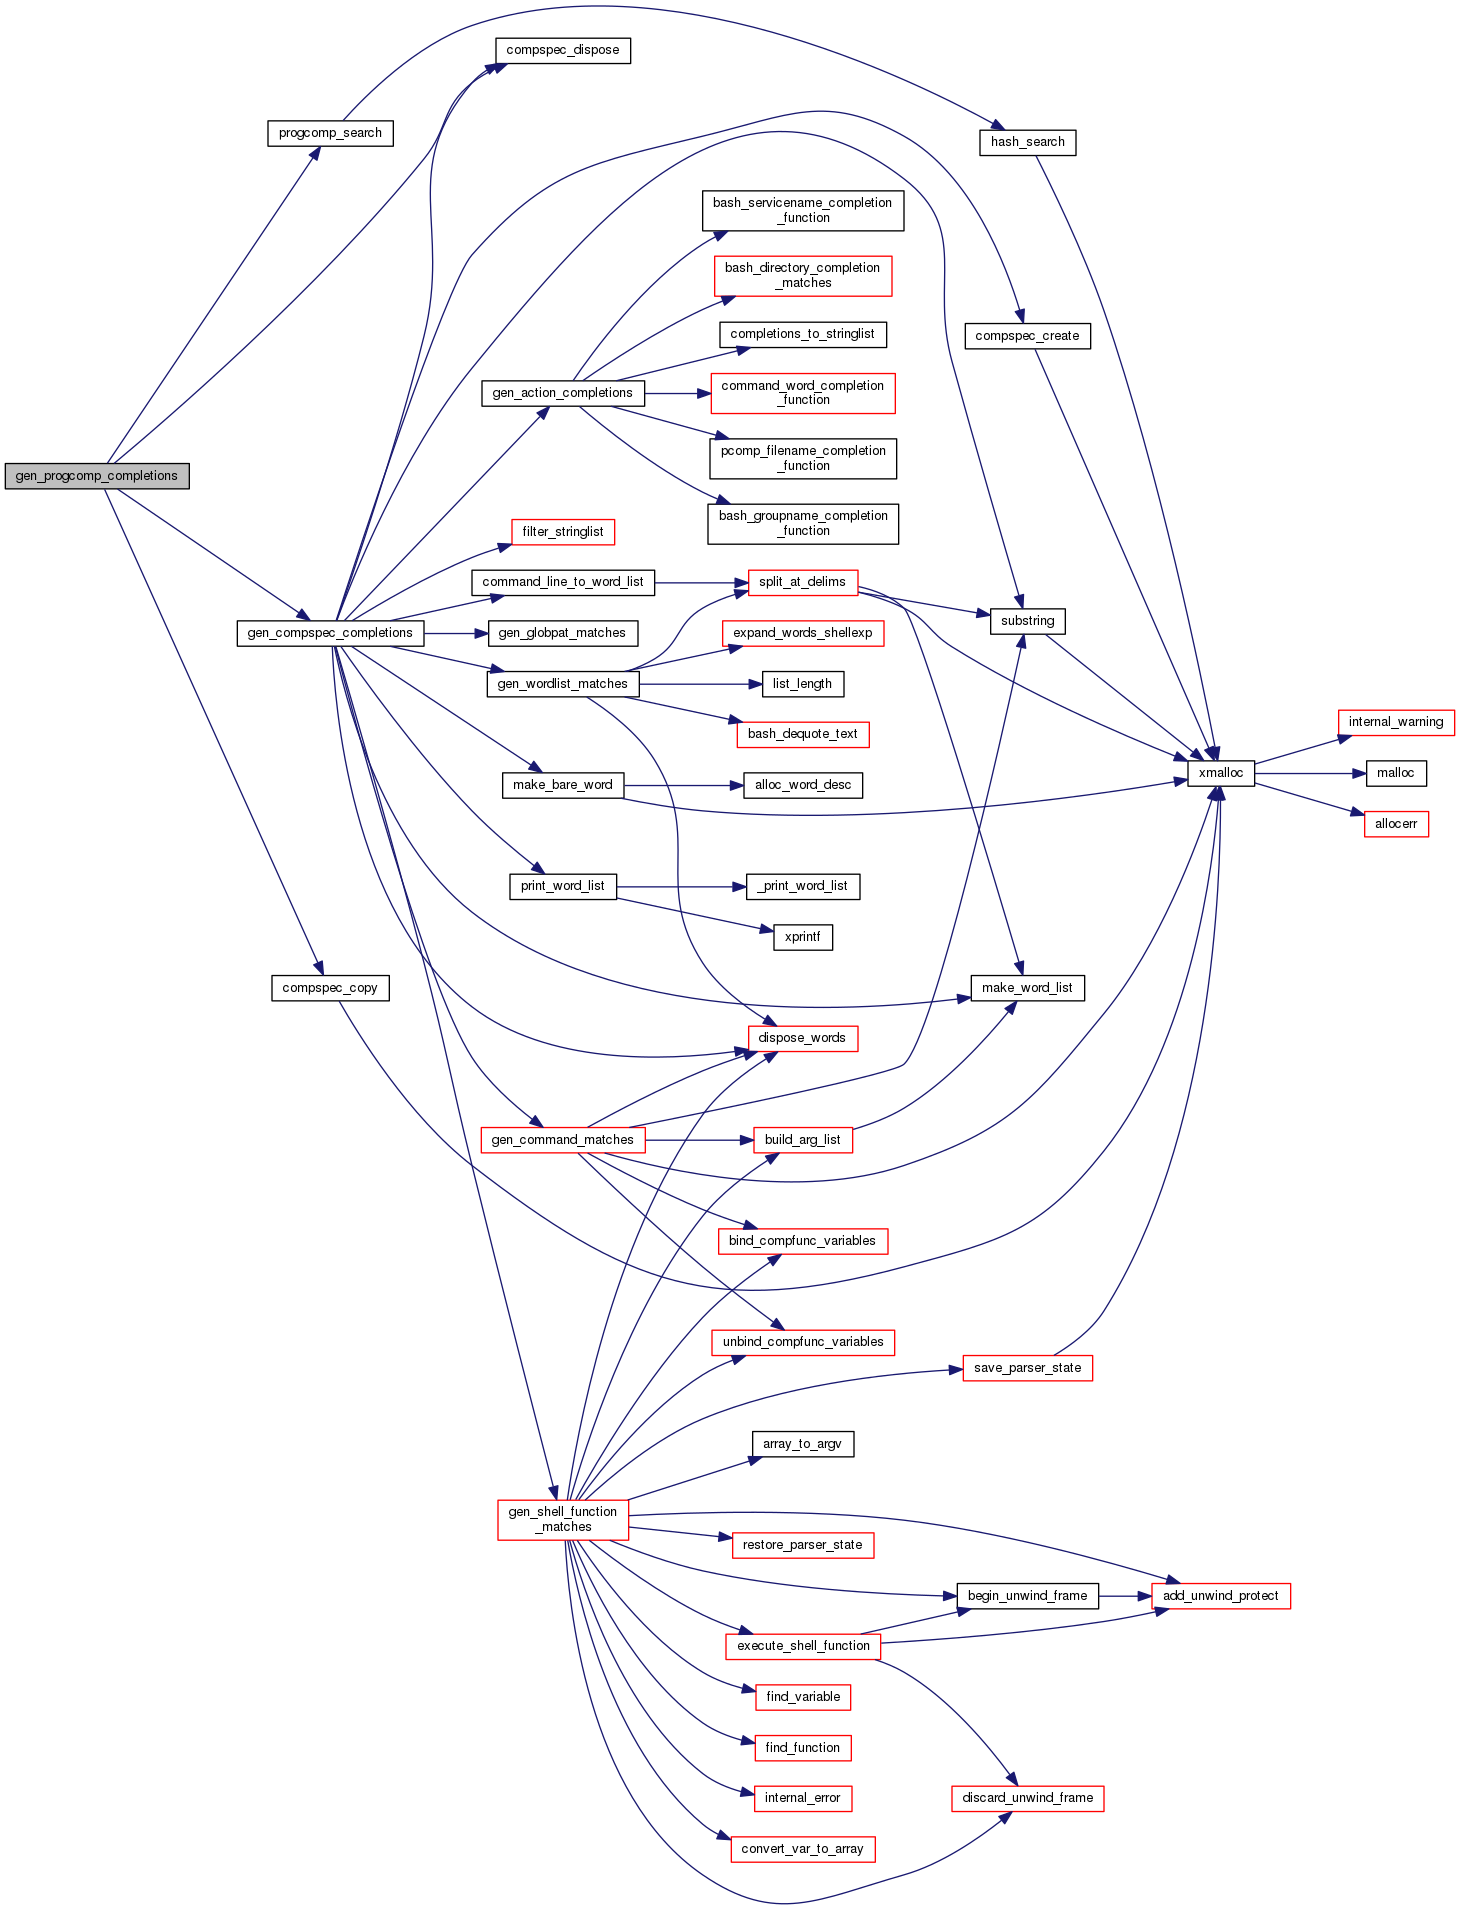 compspec_dispose
progcomp_search
hash_search
bash_servicename_completion
_function
bash_directory_completion
_matches
completions_to_stringlist
compspec_create
gen_action_completions
command_word_completion
_function
pcomp_filename_completion
_function
gen_progcomp_completions
bash_groupname_completion
_function
filter_stringlist
command_line_to_word_list
split_at_delims
substring
gen_compspec_completions
gen_globpat_matches
expand_words_shellexp
gen_wordlist_matches
list_length
internal_warning
bash_dequote_text
xmalloc
malloc
make_bare_word
alloc_word_desc
allocerr
print_word_list
_print_word_list
xprintf
compspec_copy
make_word_list
dispose_words
gen_command_matches
build_arg_list
bind_compfunc_variables
unbind_compfunc_variables
save_parser_state
array_to_argv
gen_shell_function
_matches
restore_parser_state
begin_unwind_frame
add_unwind_protect
execute_shell_function
find_variable
find_function
internal_error
discard_unwind_frame
convert_var_to_array